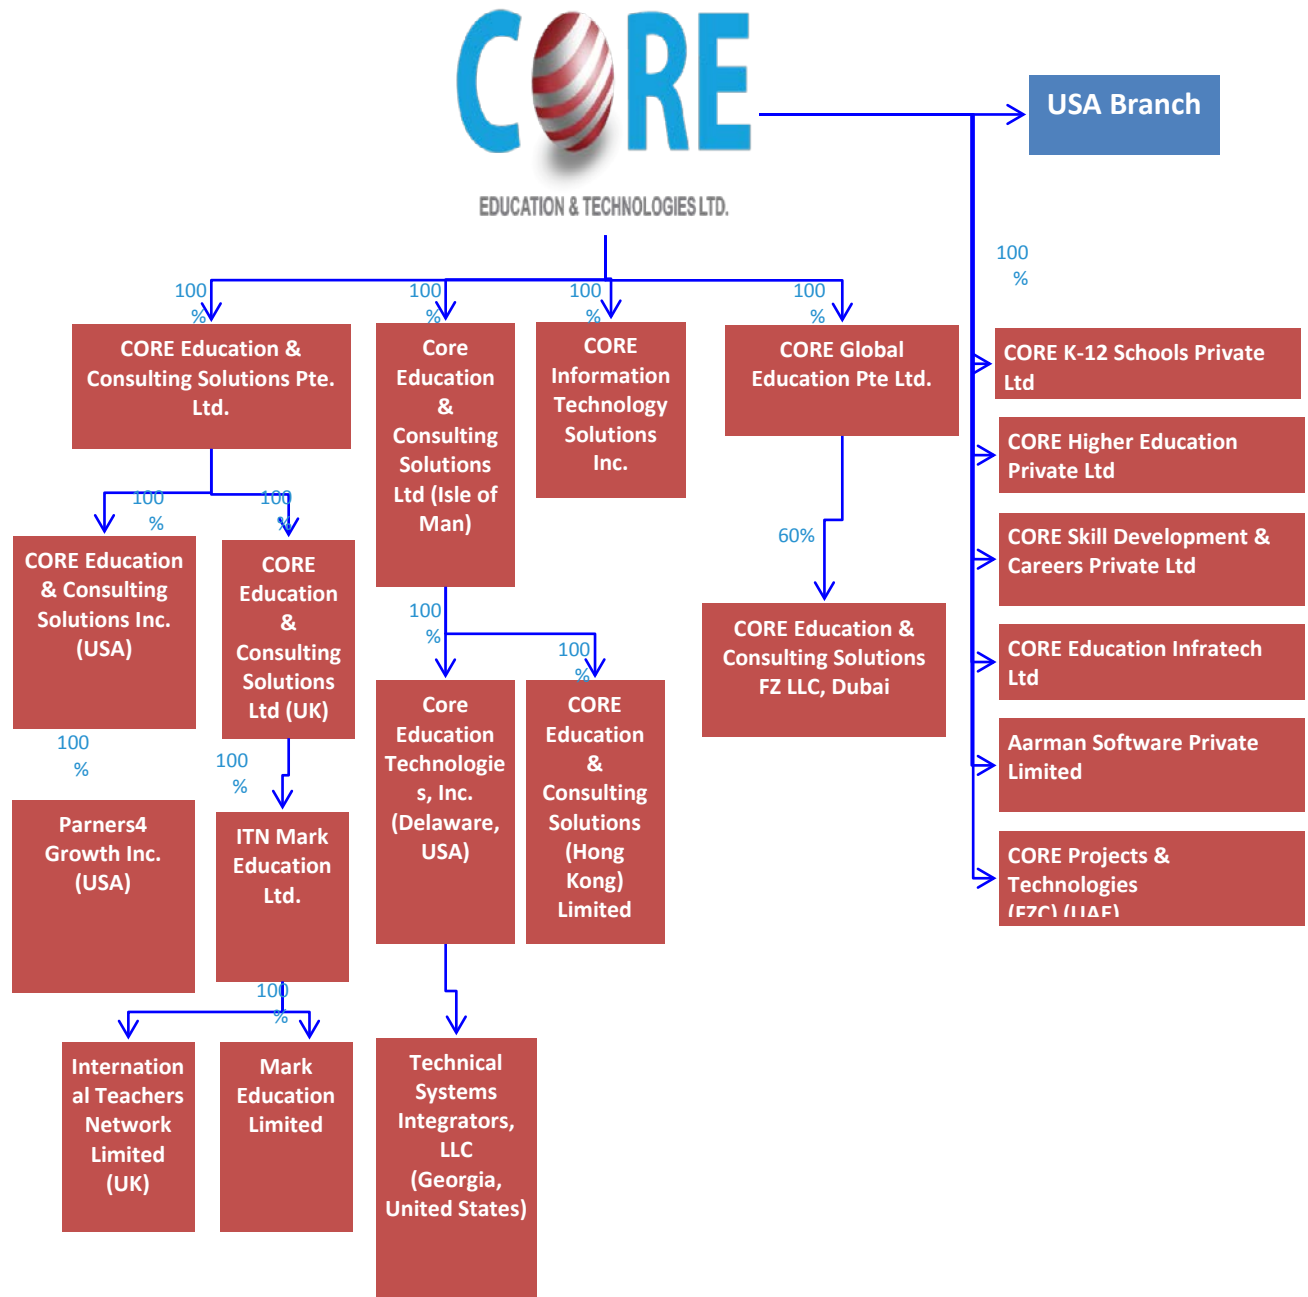 CORE
EDUCATION & TECHNOLOGIES LTD.
USA Branch
100
%
100
%
100
%
100
%
100
%
CORE Education &
Consulting Solutions Pte.
Ltd.
Core
Education
&
Consulting
Solutions
Ltd (Isle of
Man)
CORE
Information
Technology
Solutions
Inc.
CORE Global
Education Pte Ltd.
CORE K-12 Schools Private
Ltd
CORE Higher Education
Private Ltd
CORE Skill Development &
Careers Private Ltd
CORE Education Infratech
Ltd
Aarman Software Private
Limited
CORE Projects &
Technologies
(FZC) (UAE)
100
%
100
%
60%
CORE Education
& Consulting
Solutions Inc.
(USA)
CORE
Education
&
Consulting
Solutions
Ltd (UK)
100
%
100
%
CORE Education &
Consulting Solutions
FZ LLC, Dubai
Core
Education
Technologie
s, Inc.
(Delaware,
USA)
CORE
Education
&
Consulting
Solutions
(Hong
Kong)
Limited
100
%
100
%
Parners4
Growth Inc.
(USA)
ITN Mark
Education
Ltd.
100
%
Internation
al Teachers
Network
Limited
(UK)
Mark
Education
Limited
Technical
Systems
Integrators,
LLC
(Georgia,
United States)